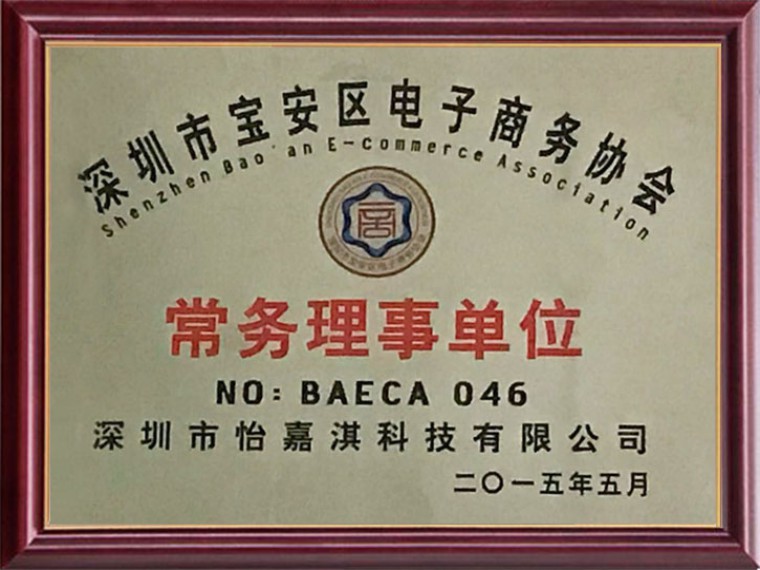 深圳市宝安区电子商务协会
Shenzhen Bao'an E-commerce Association
常务理事单位
NO: BAECA 046
深圳市怡嘉淇科技有限公司
二〇一五年五月